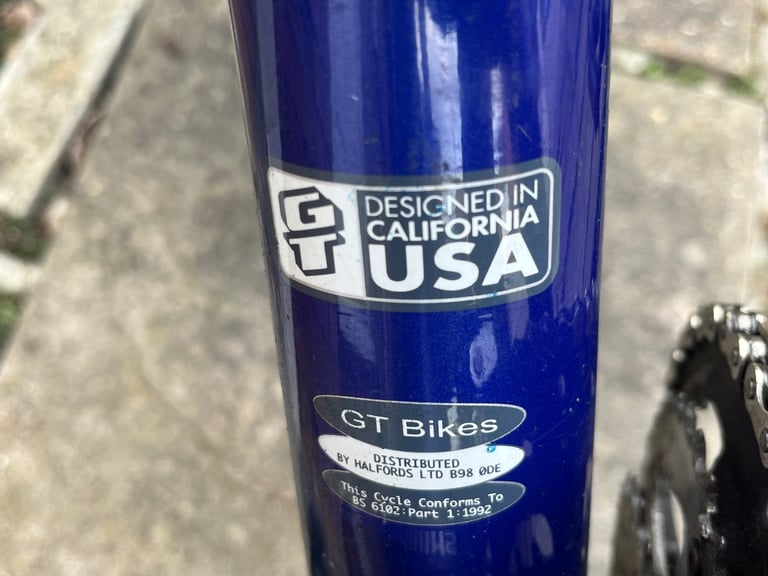 GT
DESIGNED IN
CALIFORNIA
USA
GT Bikes
DISTRIBUTED
BY HALFORDS LTD B98 0DE
This Cycle Conforms To
BS 6102:Part 1:1992